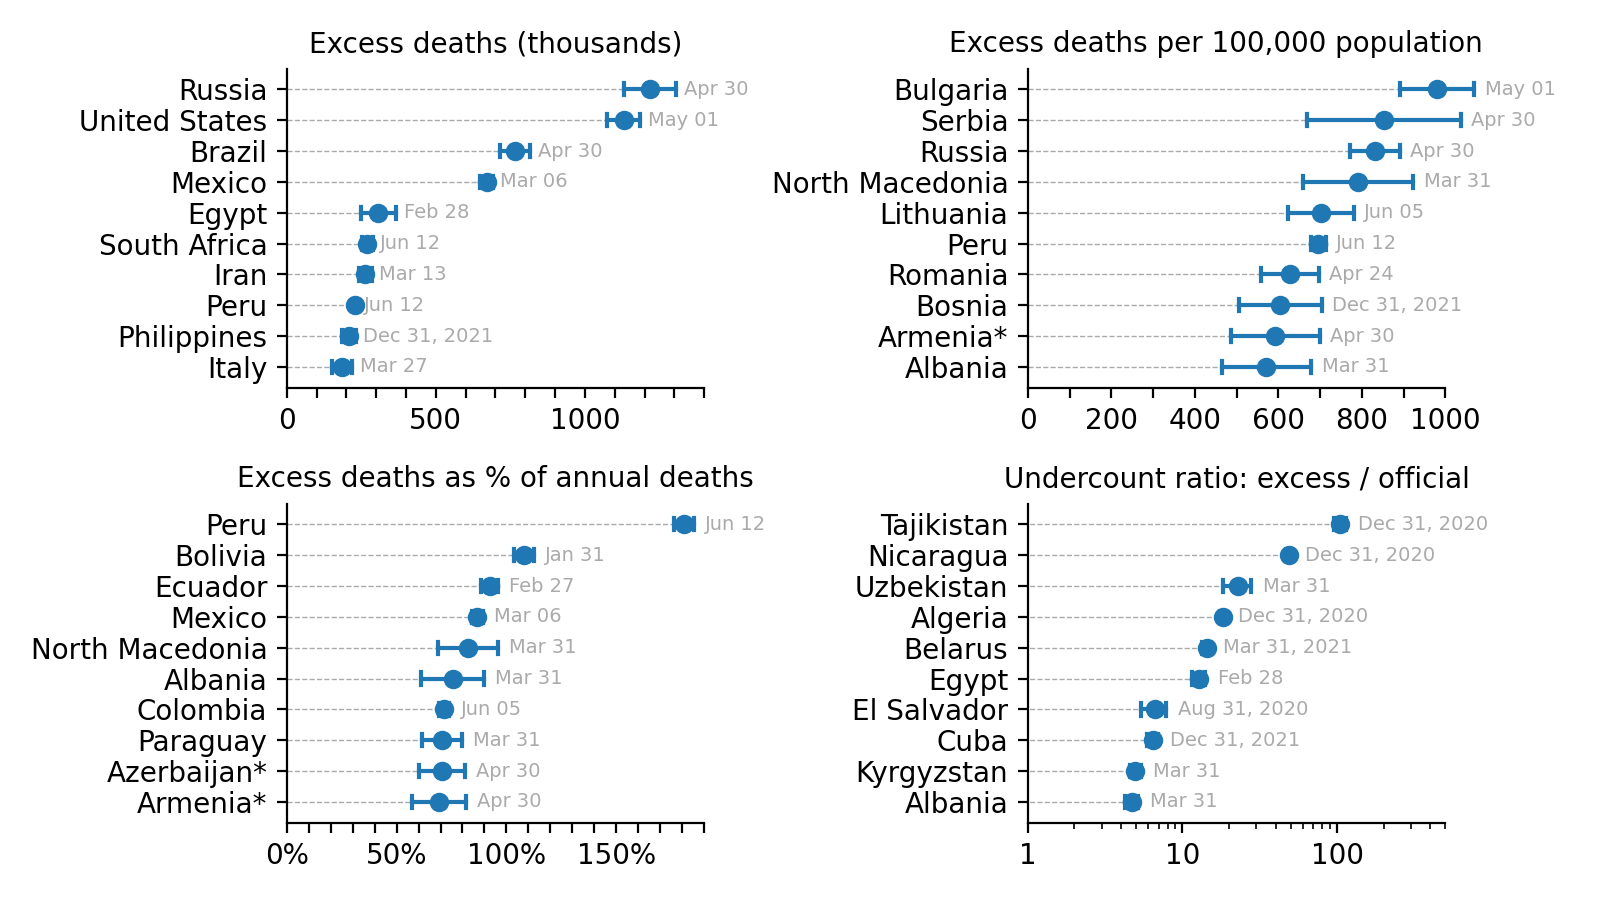 Excess deaths (thousands)
Russia Apr 30
United States May 01
Brazil Apr 30
Mexico Mar 06
Egypt Feb 28
South Africa Jun 12
Iran Mar 13
Peru Jun 12
Philippines Dec 31, 2021
Italy Mar 27
0 500 1000
Excess deaths per 100,000 population
Bulgaria May 01
Serbia Apr 30
Russia Apr 30
North Macedonia Mar 31
Lithuania Jun 05
Peru Jun 12
Romania Apr 24
Bosnia Dec 31, 2021
Armenia* Apr 30
Albania Mar 31
0 200 400 600 800 1000
Excess deaths as % of annual deaths
Peru Jun 12
Bolivia Jan 31
Ecuador Feb 27
Mexico Mar 06
North Macedonia Mar 31
Albania Mar 31
Colombia Jun 05
Paraguay Mar 31
Azerbaijan* Apr 30
Armenia* Apr 30
0% 50% 100% 150%
Undercount ratio: excess / official
Tajikistan Dec 31, 2020
Nicaragua Dec 31, 2020
Uzbekistan Mar 31
Algeria Dec 31, 2020
Belarus Mar 31, 2021
Egypt Feb 28
El Salvador Aug 31, 2020
Cuba Dec 31, 2021
Kyrgyzstan Mar 31
Albania Mar 31
1 10 100